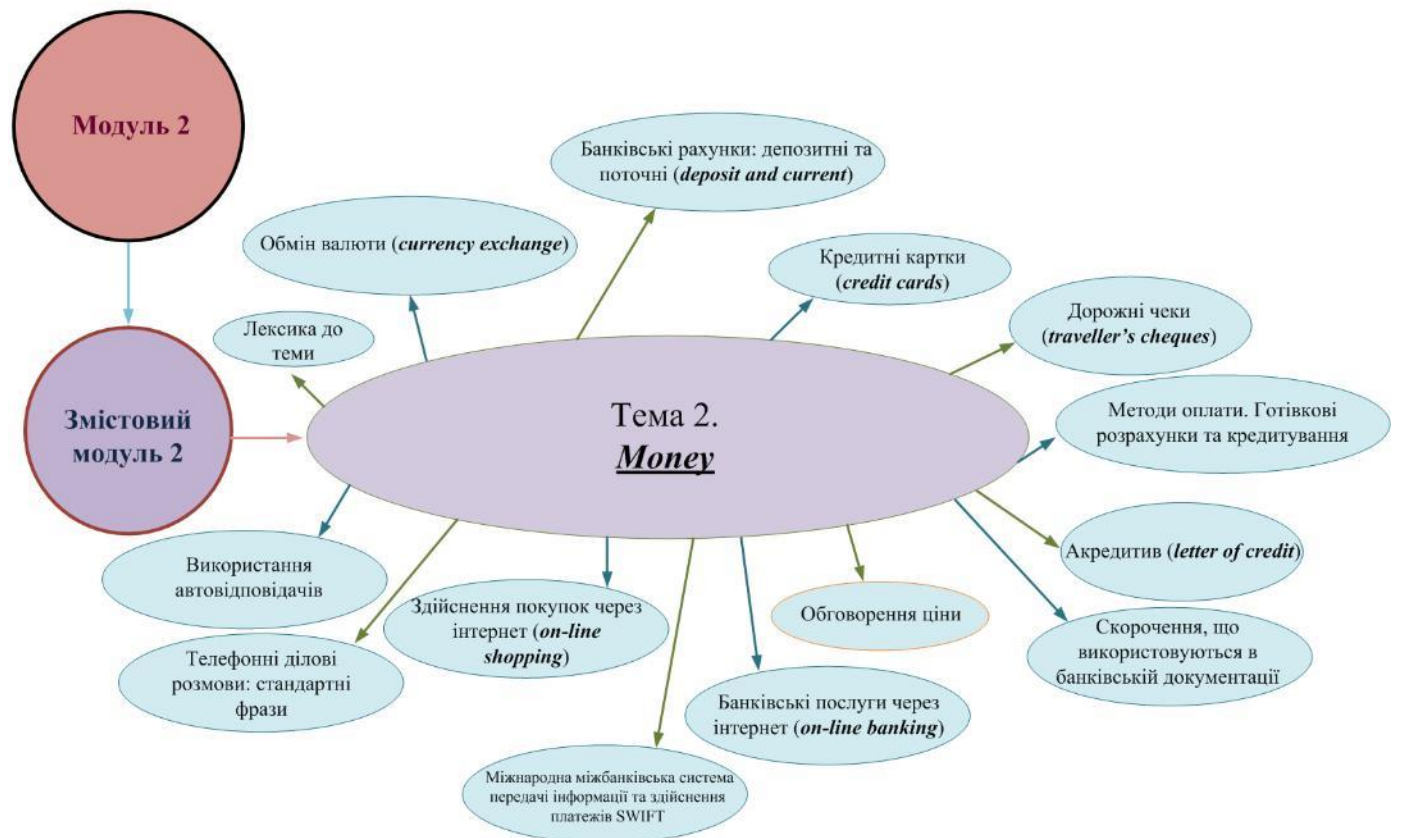 Модуль 2
Банківські рахунки: депозитні та
поточні (deposit and current)
Обмін валюти (currency exchange)
Кредитні картки
(credit cards)
Дорожні чеки
(traveller’s cheques)
Лексика до
теми
Змістовий
модуль 2
Тема 2.
Money
Методи оплати. Готівкові
розрахунки та кредитування
Акредитив (letter of credit)
Використання
автовідповідачів
Здійснення покупок через
інтернет (on-line
shopping)
Обговорення ціни
Скорочення, що
використовуються в
банківській документації
Телефонні ділові
розмови: стандартні
фрази
Банківські послуги через
інтернет (on-line banking)
Міжнародна міжбанківська система
передачі інформації та здійснення
платежів SWIFT